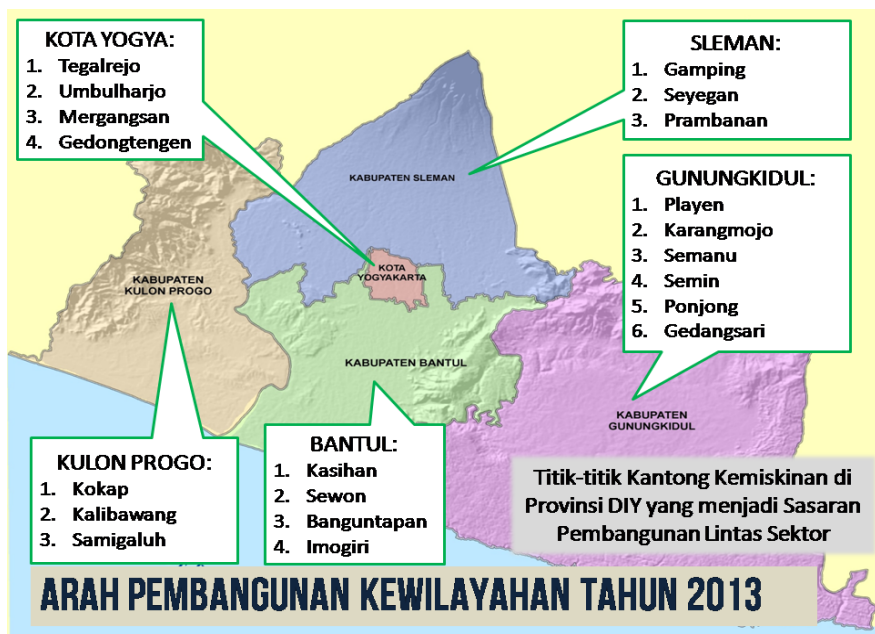 KOTA YOGYA:
1. Tegalrejo
2. Umbulharjo
3. Mergangsan
4. Gedongtengen
SLEMAN:
1. Gamping
2. Seyegan
3. Prambanan
KABUPATEN SLEMAN
GUNUNGKIDUL:
1. Playen
2. Karangmojo
3. Semanu
4. Semin
5. Ponjong
6. Gedangsari
KOTA
YOGYAKARTA
KABUPATEN
KULON PROGO
KABUPATEN BANTUL
KABUPATEN
GUNUNGKIDUL
KULON PROGO:
1. Kokap
2. Kalibawang
3. Samigaluh
BANTUL:
1. Kasihan
2. Sewon
3. Banguntapan
4. Imogiri
Titik-titik Kantong Kemiskinan di
Provinsi DIY yang menjadi Sasaran
Pembangunan Lintas Sektor
ARAH PEMBANGUNAN KEWILAYAHAN TAHUN 2013